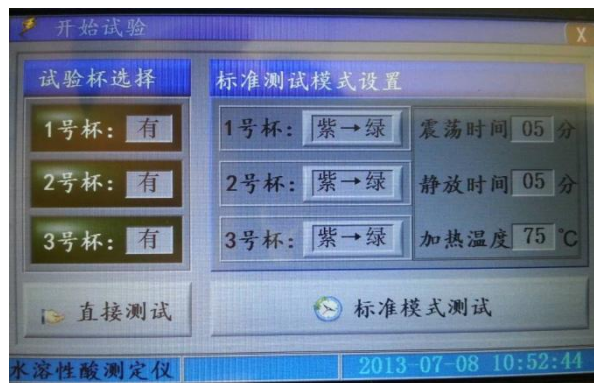 开始试验
X
试验杯选择
标准测试模式设置
1号杯： 有
1号杯： 紫→绿
震荡时间 05 分
2号杯： 有
2号杯： 紫→绿
静放时间 05 分
3号杯： 有
3号杯： 紫→绿
加热温度 75 ℃
直接测试
标准模式测试
水溶性酸测定仪
2013-07-08 10:52:44